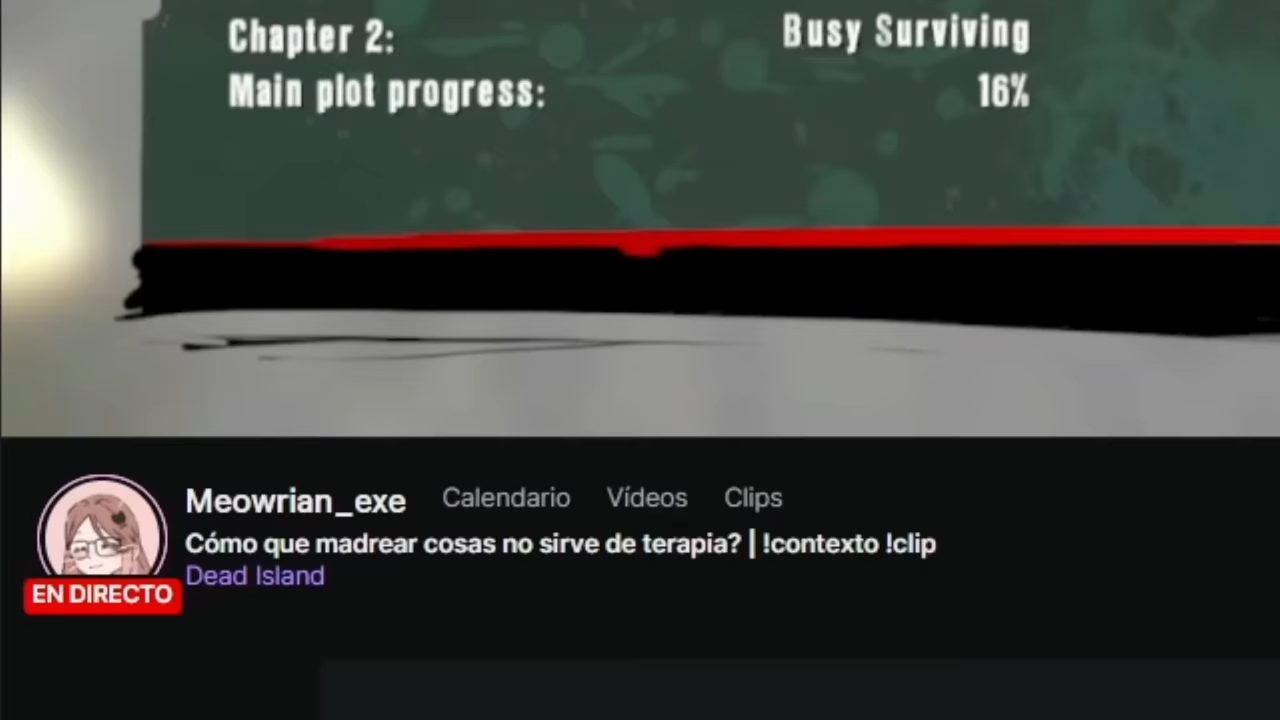 Chapter 2: Busy Surviving
Main plot progress: 16%
Meowrian_exe Calendario Vídeos Clips
Cómo que madrear cosas no sirve de terapia? | !contexto !clip
Dead Island
EN DIRECTO